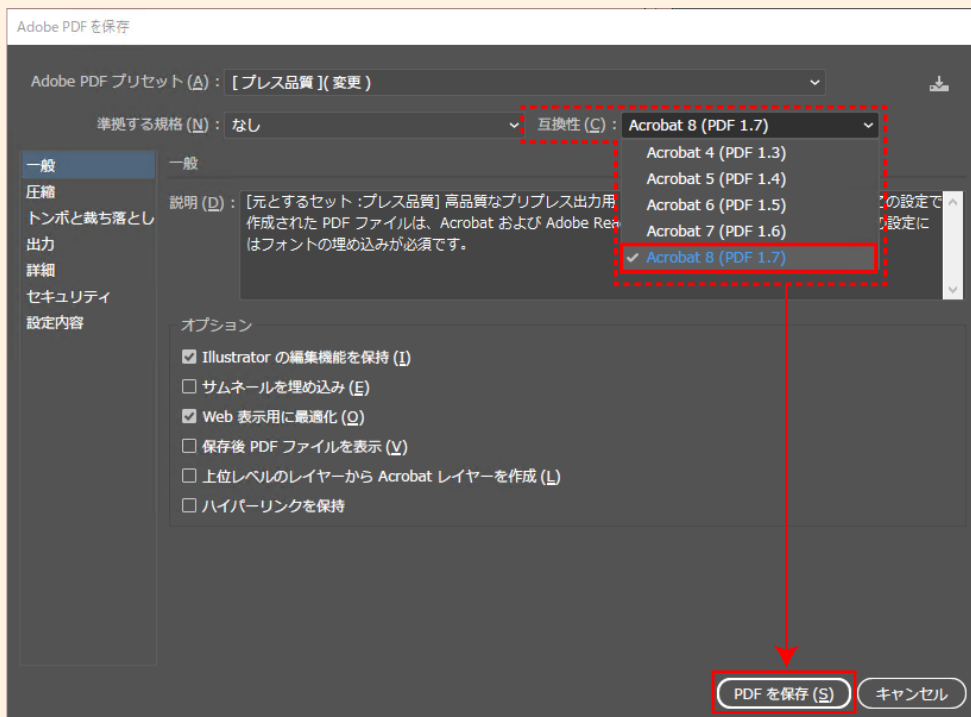 Adobe PDF を保存
Adobe PDF プリセット (A) : [プレス品質](変更)
準拠する規格 (N) : なし
互換性 (C) : Acrobat 8 (PDF 1.7)
Acrobat 4 (PDF 1.3)
Acrobat 5 (PDF 1.4)
Acrobat 6 (PDF 1.5)
Acrobat 7 (PDF 1.6)
Acrobat 8 (PDF 1.7)
一般
圧縮
トンボと裁ち落とし
出力
詳細
セキュリティ
設定内容
一般
説明 (D) : [元とするセット :プレス品質] 高品質なプリプレス出力用 の設定で
作成された PDF ファイルは、Acrobat および Adobe Rea の設定に
はフォントの埋め込みが必須です。
オプション
Illustrator の編集機能を保持 (I)
サムネールを埋め込み (E)
Web 表示用に最適化 (O)
保存後 PDF ファイルを表示 (V)
上位レベルのレイヤーから Acrobat レイヤーを作成 (L)
ハイパーリンクを保持
PDF を保存 (S)
キャンセル